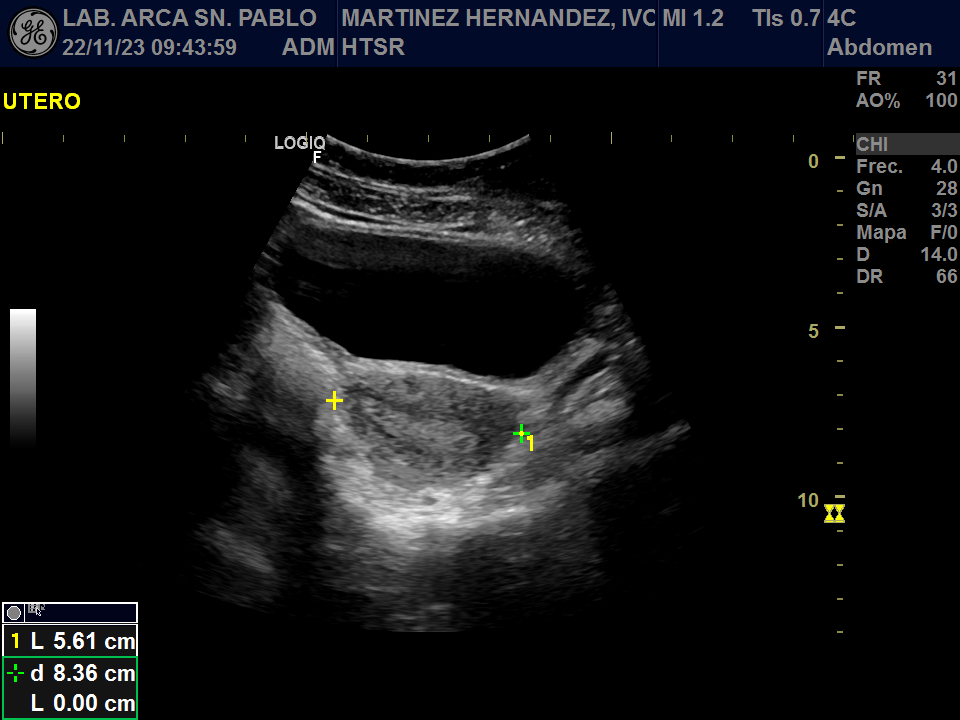 LAB. ARCA SN. PABLO
MARTINEZ HERNANDEZ, IVC
MI 1.2 TIs 0.7
4C
22/11/23 09:43:59 ADM
HTSR
Abdomen
UTERO
FR 31
AO% 100
LOGIQ
F
CHI
Frec. 4.0
Gn 28
S/A 3/3
Mapa F/0
D 14.0
DR 66
0
5
10
1
1 L 5.61 cm
d 8.36 cm
L 0.00 cm